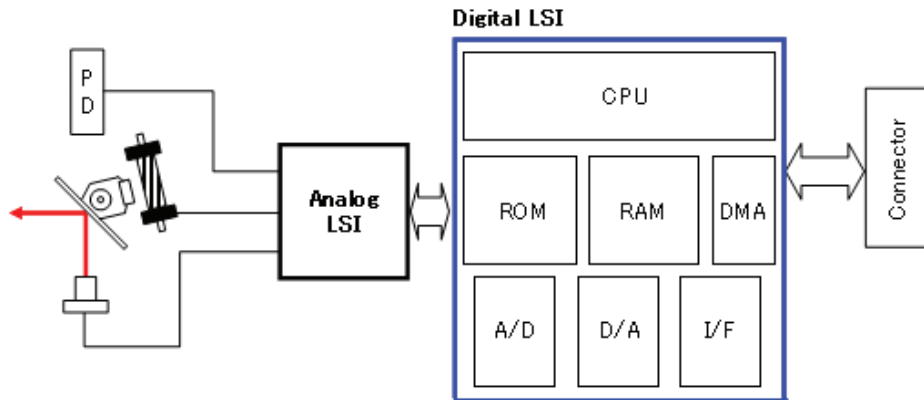 Digital LSI
P
D
CPU
Analog
LSI
ROM
RAM
DMA
A/D
D/A
I/F
Connector